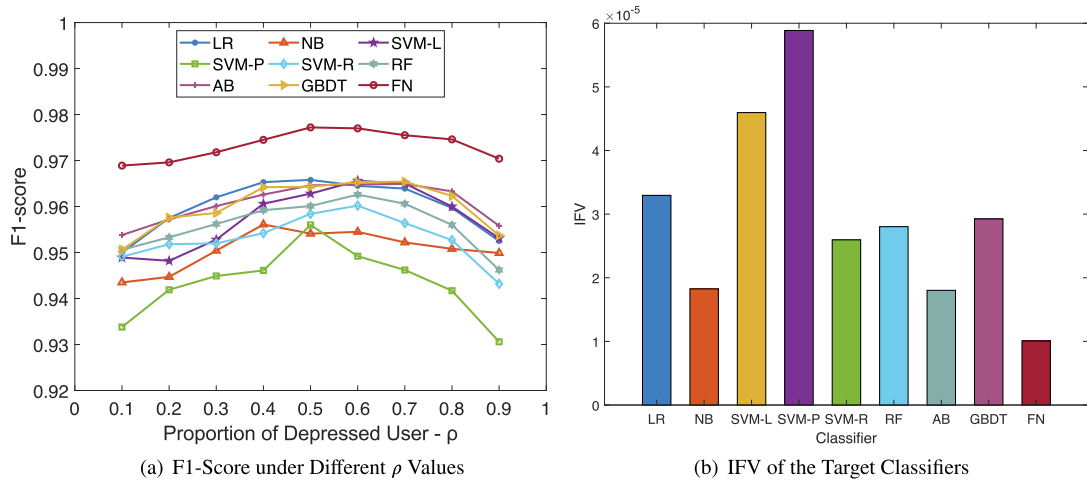 1
0.99
0.98
0.97
0.96
0.95
0.94
0.93
0.92
F1-score
LR NB SVM-L
SVM-P SVM-R RF
AB GBDT FN
0 0.1 0.2 0.3 0.4 0.5 0.6 0.7 0.8 0.9 1
Proportion of Depressed User - ρ
(a) F1-Score under Different ρ Values
×10⁻⁵
6
5
4
3
2
1
0
IFV
LR NB SVM-L SVM-P SVM-R RF AB GBDT FN
Classifier
(b) IFV of the Target Classifiers